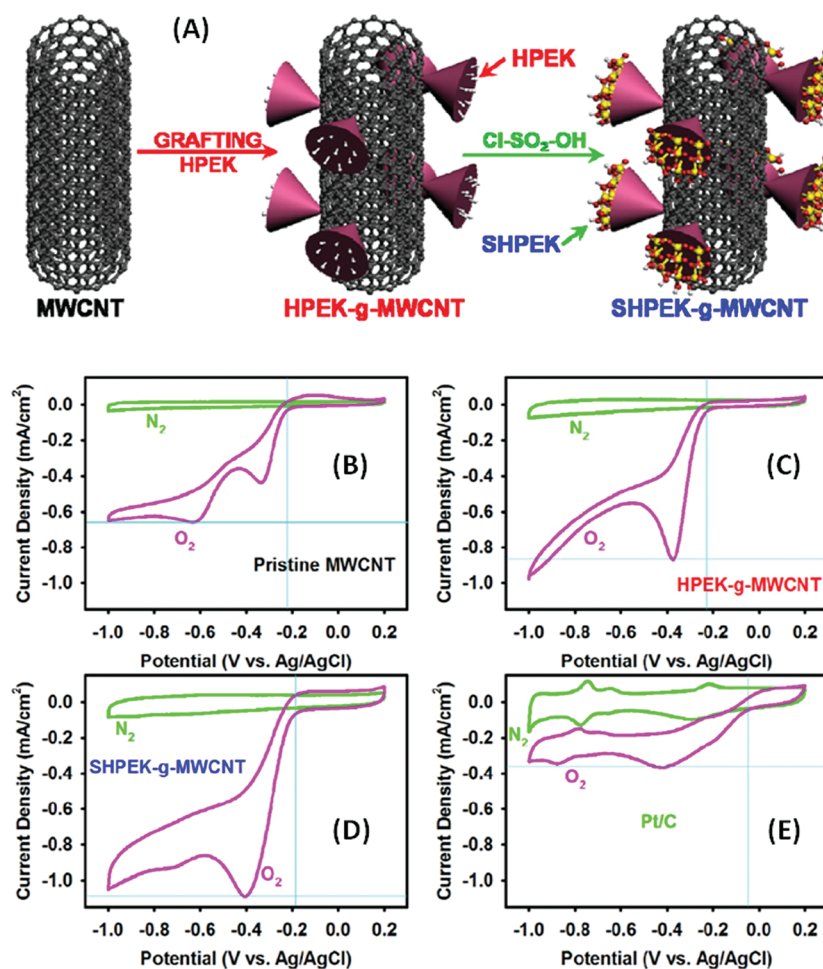 (A)
HPEK
GRAFTING
HPEK
Cl-SO₂-OH
SHPEK
MWCNT
HPEK-g-MWCNT
SHPEK-g-MWCNT
Current Density (mA/cm²)
0.0
-0.2
-0.4
-0.6
-0.8
-1.0
N₂
(B)
O₂
Pristine MWCNT
-1.0 -0.8 -0.6 -0.4 -0.2 0.0 0.2
Potential (V vs. Ag/AgCl)
Current Density (mA/cm²)
0.0
-0.2
-0.4
-0.6
-0.8
-1.0
N₂
(C)
O₂
HPEK-g-MWCNT
-1.0 -0.8 -0.6 -0.4 -0.2 0.0 0.2
Potential (V vs. Ag/AgCl)
Current Density (mA/cm²)
0.0
-0.2
-0.4
-0.6
-0.8
-1.0
N₂
SHPEK-g-MWCNT
(D)
O₂
-1.0 -0.8 -0.6 -0.4 -0.2 0.0 0.2
Potential (V vs. Ag/AgCl)
Current Density (mA/cm²)
0.0
-0.2
-0.4
-0.6
-0.8
-1.0
N₂
O₂
Pt/C
(E)
-1.0 -0.8 -0.6 -0.4 -0.2 0.0 0.2
Potential (V vs. Ag/AgCl)